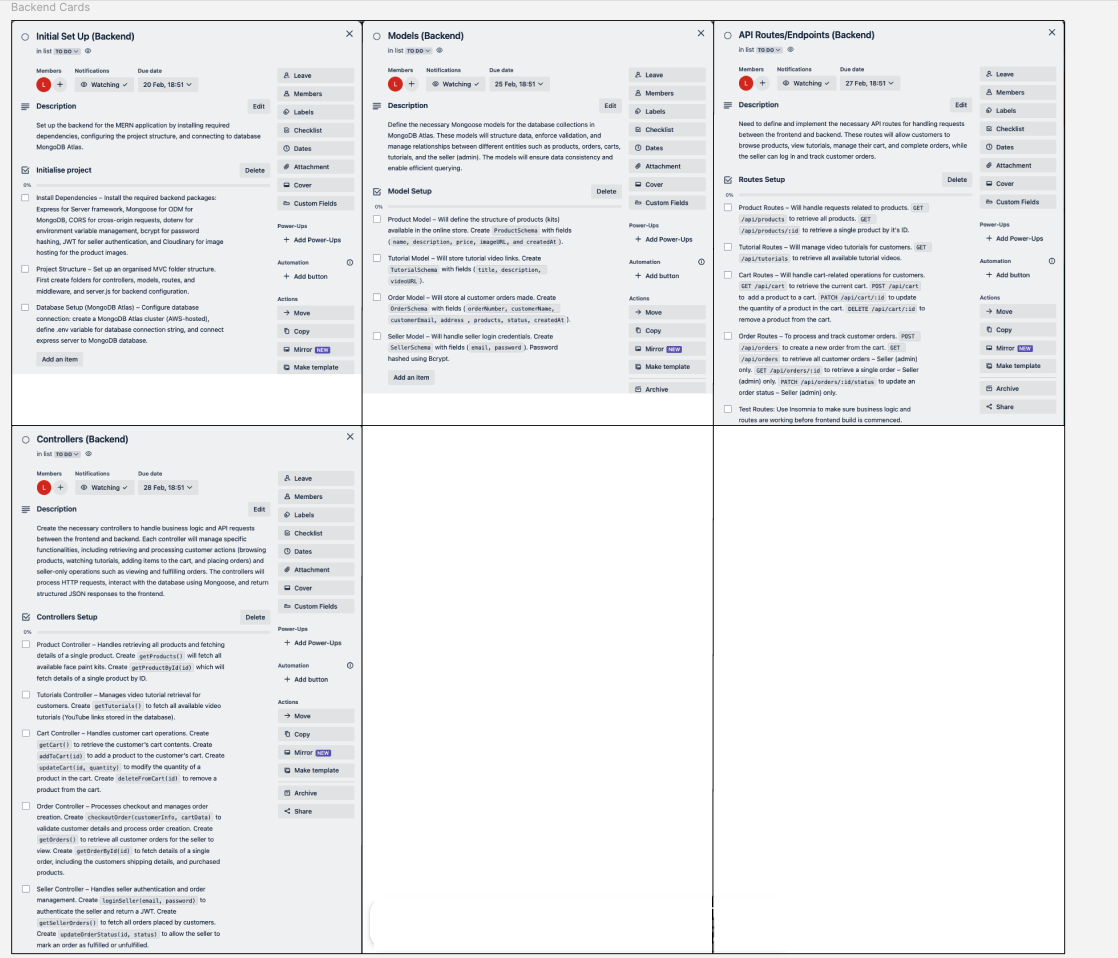 Backend Cards
Initial Set Up (Backend)
in list TO DO
Members
Notifications
Due date
L
Watching
20 Feb, 18:51
Description
Edit
Set up the backend for the MERN application by installing required
dependencies, configuring the project structure, and connecting to database
MongoDB Atlas.
Initialise project
Delete
0%
Install Dependencies – Install the required backend packages:
Express for Server framework, Mongoose for ODM for
MongoDB, CORS for cross-origin requests, dotenv for
environment variable management, bcrypt for password
hashing, JWT for seller authentication, and Cloudinary for image
hosting for the product images.
Project Structure – Set up an organised MVC folder structure.
First create folders for controllers, models, routes, and
middleware, and server.js for backend configuration.
Database Setup (MongoDB Atlas) – Configure database
connection: create a MongoDB Atlas cluster (AWS-hosted),
define .env variable for database connection string, and connect
express server to MongoDB database.
Add an item
Leave
Members
Labels
Checklist
Dates
Attachment
Cover
Custom Fields
Power-Ups
Add Power-Ups
Automation
Add button
Actions
Move
Copy
Mirror NEW
Make template
Models (Backend)
in list TO DO
Members
Notifications
Due date
L
Watching
25 Feb, 18:51
Description
Edit
Define the necessary Mongoose models for the database collections in
MongoDB Atlas. These models will structure data, enforce validation, and
manage relationships between different entities such as products, orders, carts,
tutorials, and the seller (admin). The models will ensure data consistency and
enable efficient querying.
Model Setup
Delete
0%
Product Model – Will define the structure of products (kits)
available in the online store. Create ProductSchema with fields
( name, description, price, imageURL, and createdAt ).
Tutorial Model – Will store tutorial video links. Create
TutorialSchema with fields ( title, description,
videoURL ).
Order Model – Will store al customer orders made. Create
OrderSchema with fields ( orderNumber, customerName,
customerEmail, address , products, status, createdAt ).
Seller Model – Will handle seller login credentials. Create
SellerSchema with fields ( email, password ). Password
hashed using Bcrypt.
Add an item
Leave
Members
Labels
Checklist
Dates
Attachment
Cover
Custom Fields
Power-Ups
Add Power-Ups
Automation
Add button
Actions
Move
Copy
Mirror NEW
Make template
Archive
API Routes/Endpoints (Backend)
in list TO DO
Members
Notifications
Due date
L
Watching
27 Feb, 18:51
Description
Edit
Need to define and implement the necessary API routes for handling requests
between the frontend and backend. These routes will allow customers to
browse products, view tutorials, manage their cart, and complete orders, while
the seller can log in and track customer orders.
Routes Setup
Delete
0%
Product Routes – Will handle requests related to products. GET
/api/products to retrieve all products. GET
/api/products/:id to retrieve a single product by it's ID.
Tutorial Routes – Will manage video tutorials for customers. GET
/api/tutorials to retrieve all available tutorial videos.
Cart Routes – Will handle cart-related operations for customers.
GET /api/cart to retrieve the current cart. POST /api/cart
to add a product to a cart. PATCH /api/cart/:id to update
the quantity of a product in the cart. DELETE /api/cart/:id to
remove a product from the cart.
Order Routes – To process and track customer orders. POST
/api/orders to create a new order from the cart. GET
/api/orders to retrieve all customer orders – Seller (admin)
only. GET /api/orders/:id to retrieve a single order – Seller
(admin) only. PATCH /api/orders/:id/status to update an
order status – Seller (admin) only.
Test Routes: Use Insomnia to make sure business logic and
routes are working before frontend build is commenced.
Leave
Members
Labels
Checklist
Dates
Attachment
Cover
Custom Fields
Power-Ups
Add Power-Ups
Automation
Add button
Actions
Move
Copy
Mirror NEW
Make template
Archive
Share
Controllers (Backend)
in list TO DO
Members
Notifications
Due date
L
Watching
28 Feb, 18:51
Description
Edit
Create the necessary controllers to handle business logic and API requests
between the frontend and backend. Each controller will manage specific
functionalities, including retrieving and processing customer actions (browsing
products, watching tutorials, adding items to the cart, and placing orders) and
seller-only operations such as viewing and fulfilling orders. The controllers will
process HTTP requests, interact with the database using Mongoose, and return
structured JSON responses to the frontend.
Controllers Setup
Delete
0%
Product Controller – Handles retrieving all products and fetching
details of a single product. Create getProducts() will fetch all
available face paint kits. Create getProductById(id) which will
fetch details of a single product by ID.
Tutorials Controller – Manages video tutorial retrieval for
customers. Create getTutorials() to fetch all available video
tutorials (YouTube links stored in the database).
Cart Controller – Handles customer cart operations. Create
getCart() to retrieve the customer's cart contents. Create
addToCart(id) to add a product to the customer's cart. Create
updateCart(id, quantity) to modify the quantity of a
product in the cart. Create deleteFromCart(id) to remove a
product from the cart.
Order Controller – Processes checkout and manages order
creation. Create checkoutOrder(customerInfo, cartData) to
validate customer details and process order creation. Create
getOrders() to retrieve all customer orders for the seller to
view. Create getOrderById(id) to fetch details of a single
order, including the customers shipping details, and purchased
products.
Seller Controller – Handles seller authentication and order
management. Create loginSeller(email, password) to
authenticate the seller and return a JWT. Create
getSellerOrders() to fetch all orders placed by customers.
Create updateOrderStatus(id, status) to allow the seller to
mark an order as fulfilled or unfulfilled.
Leave
Members
Labels
Checklist
Dates
Attachment
Cover
Custom Fields
Power-Ups
Add Power-Ups
Automation
Add button
Actions
Move
Copy
Mirror NEW
Make template
Archive
Share